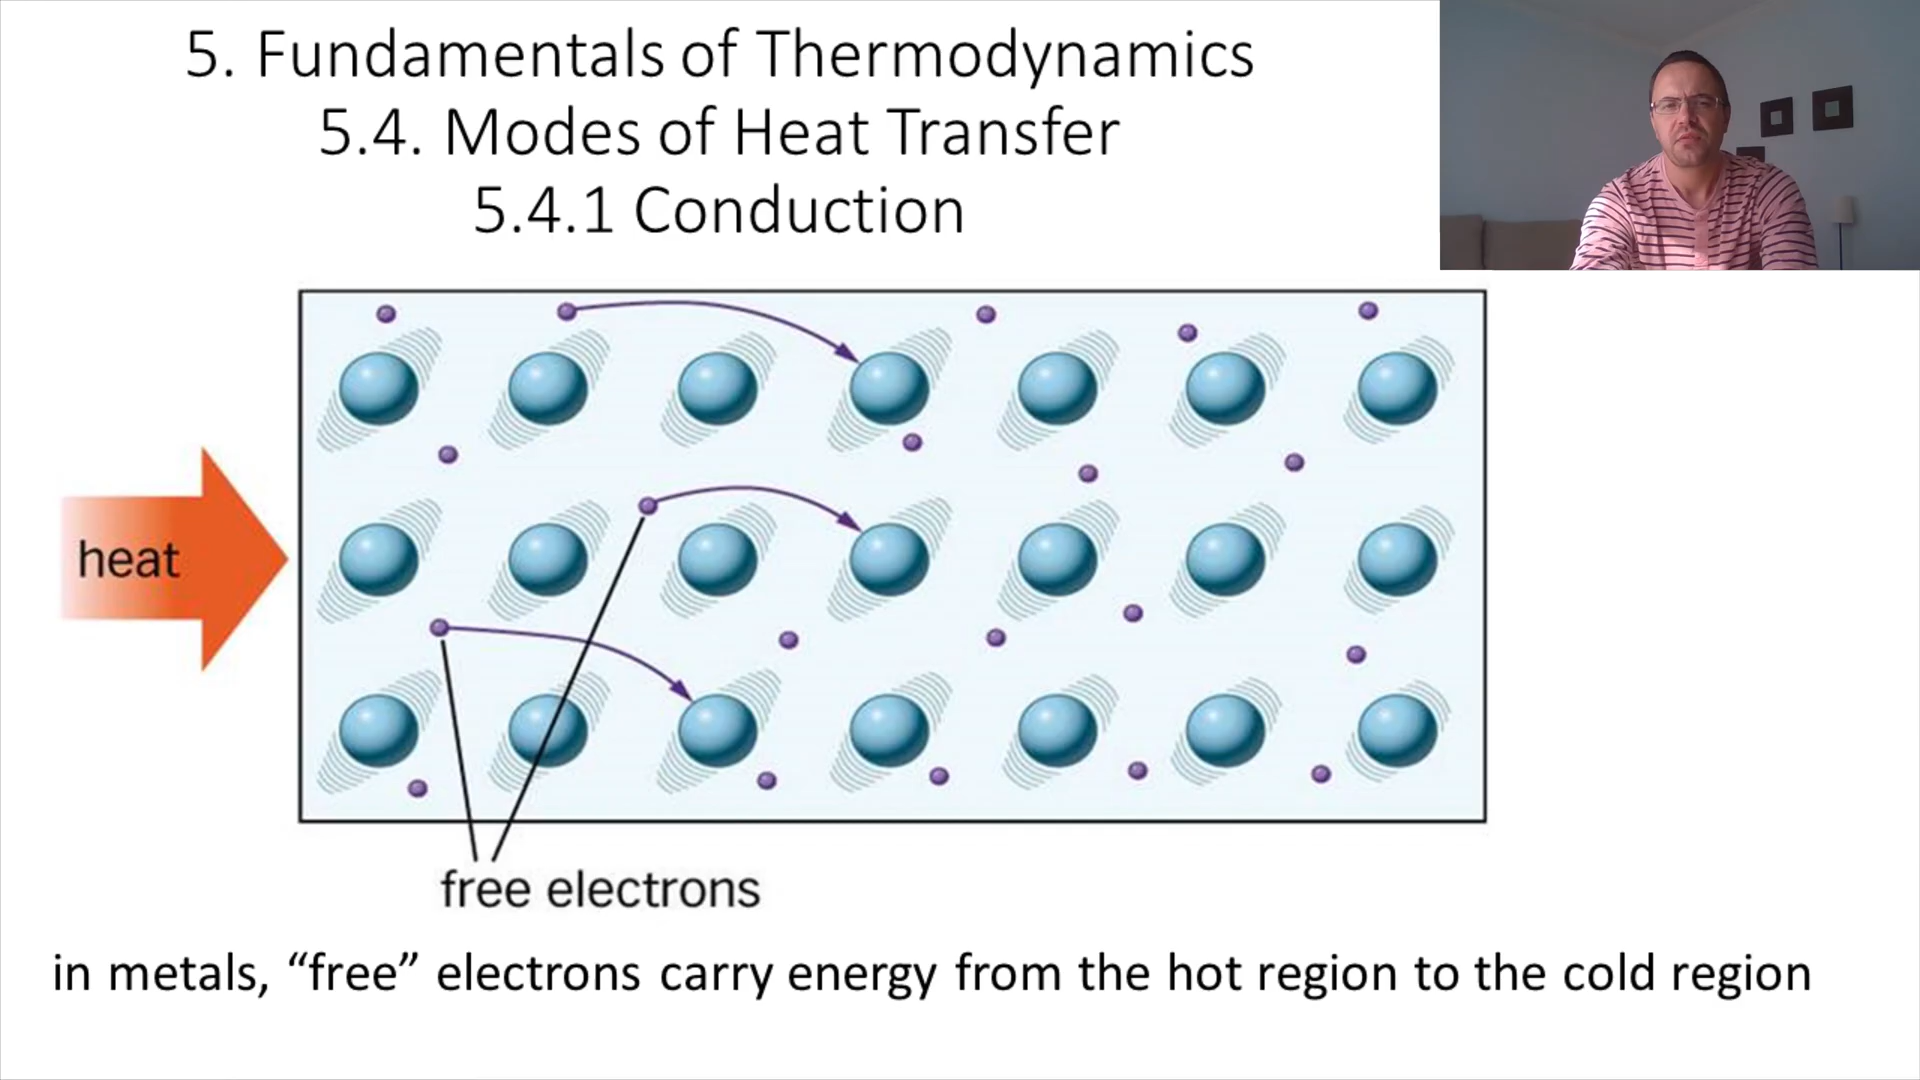 5. Fundamentals of Thermodynamics
5.4. Modes of Heat Transfer
5.4.1 Conduction
heat
free electrons
in metals, “free” electrons carry energy from the hot region to the cold region